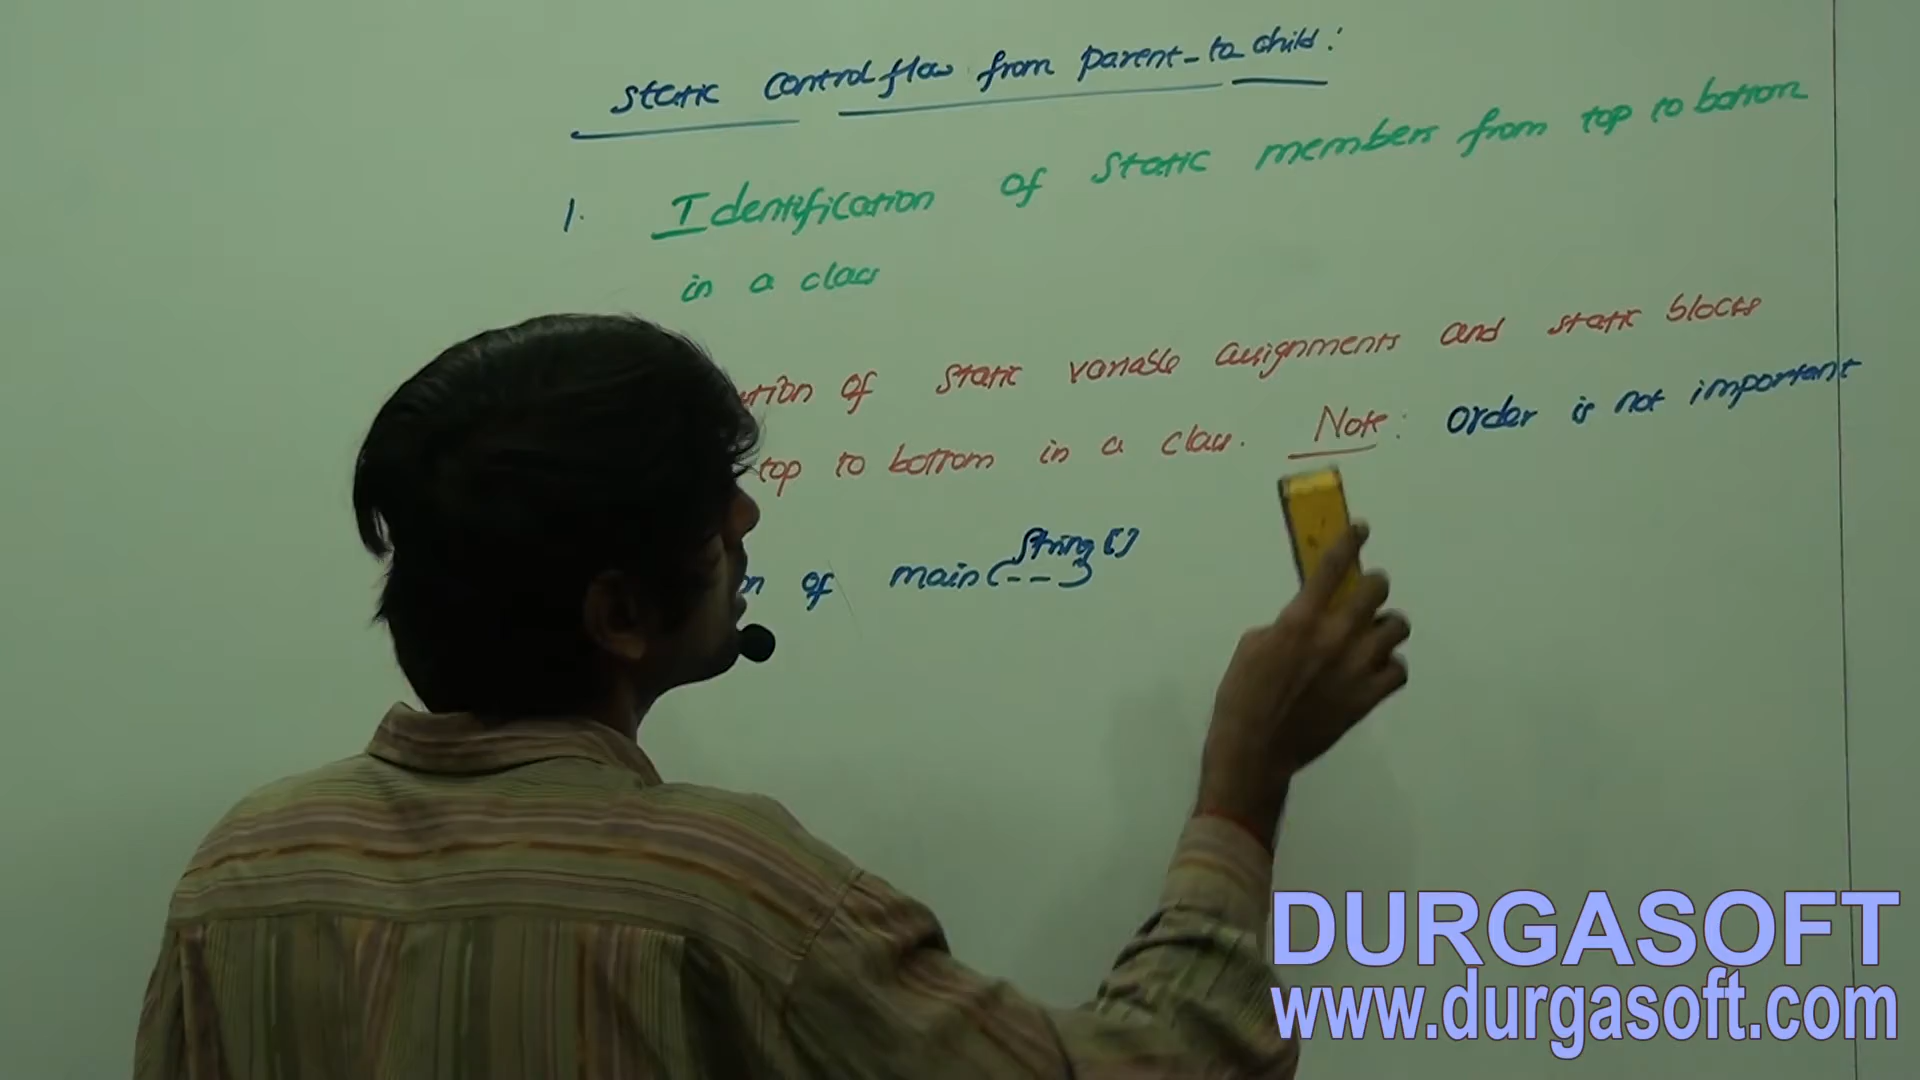 static control flow from parent-to child:
1. Identification of static members from top to bottom
in a class
of static variable assignments and static blocks
top to bottom in a class. Note: order is not important
of main(--) String[]
DURGASOFT
www.durgasoft.com